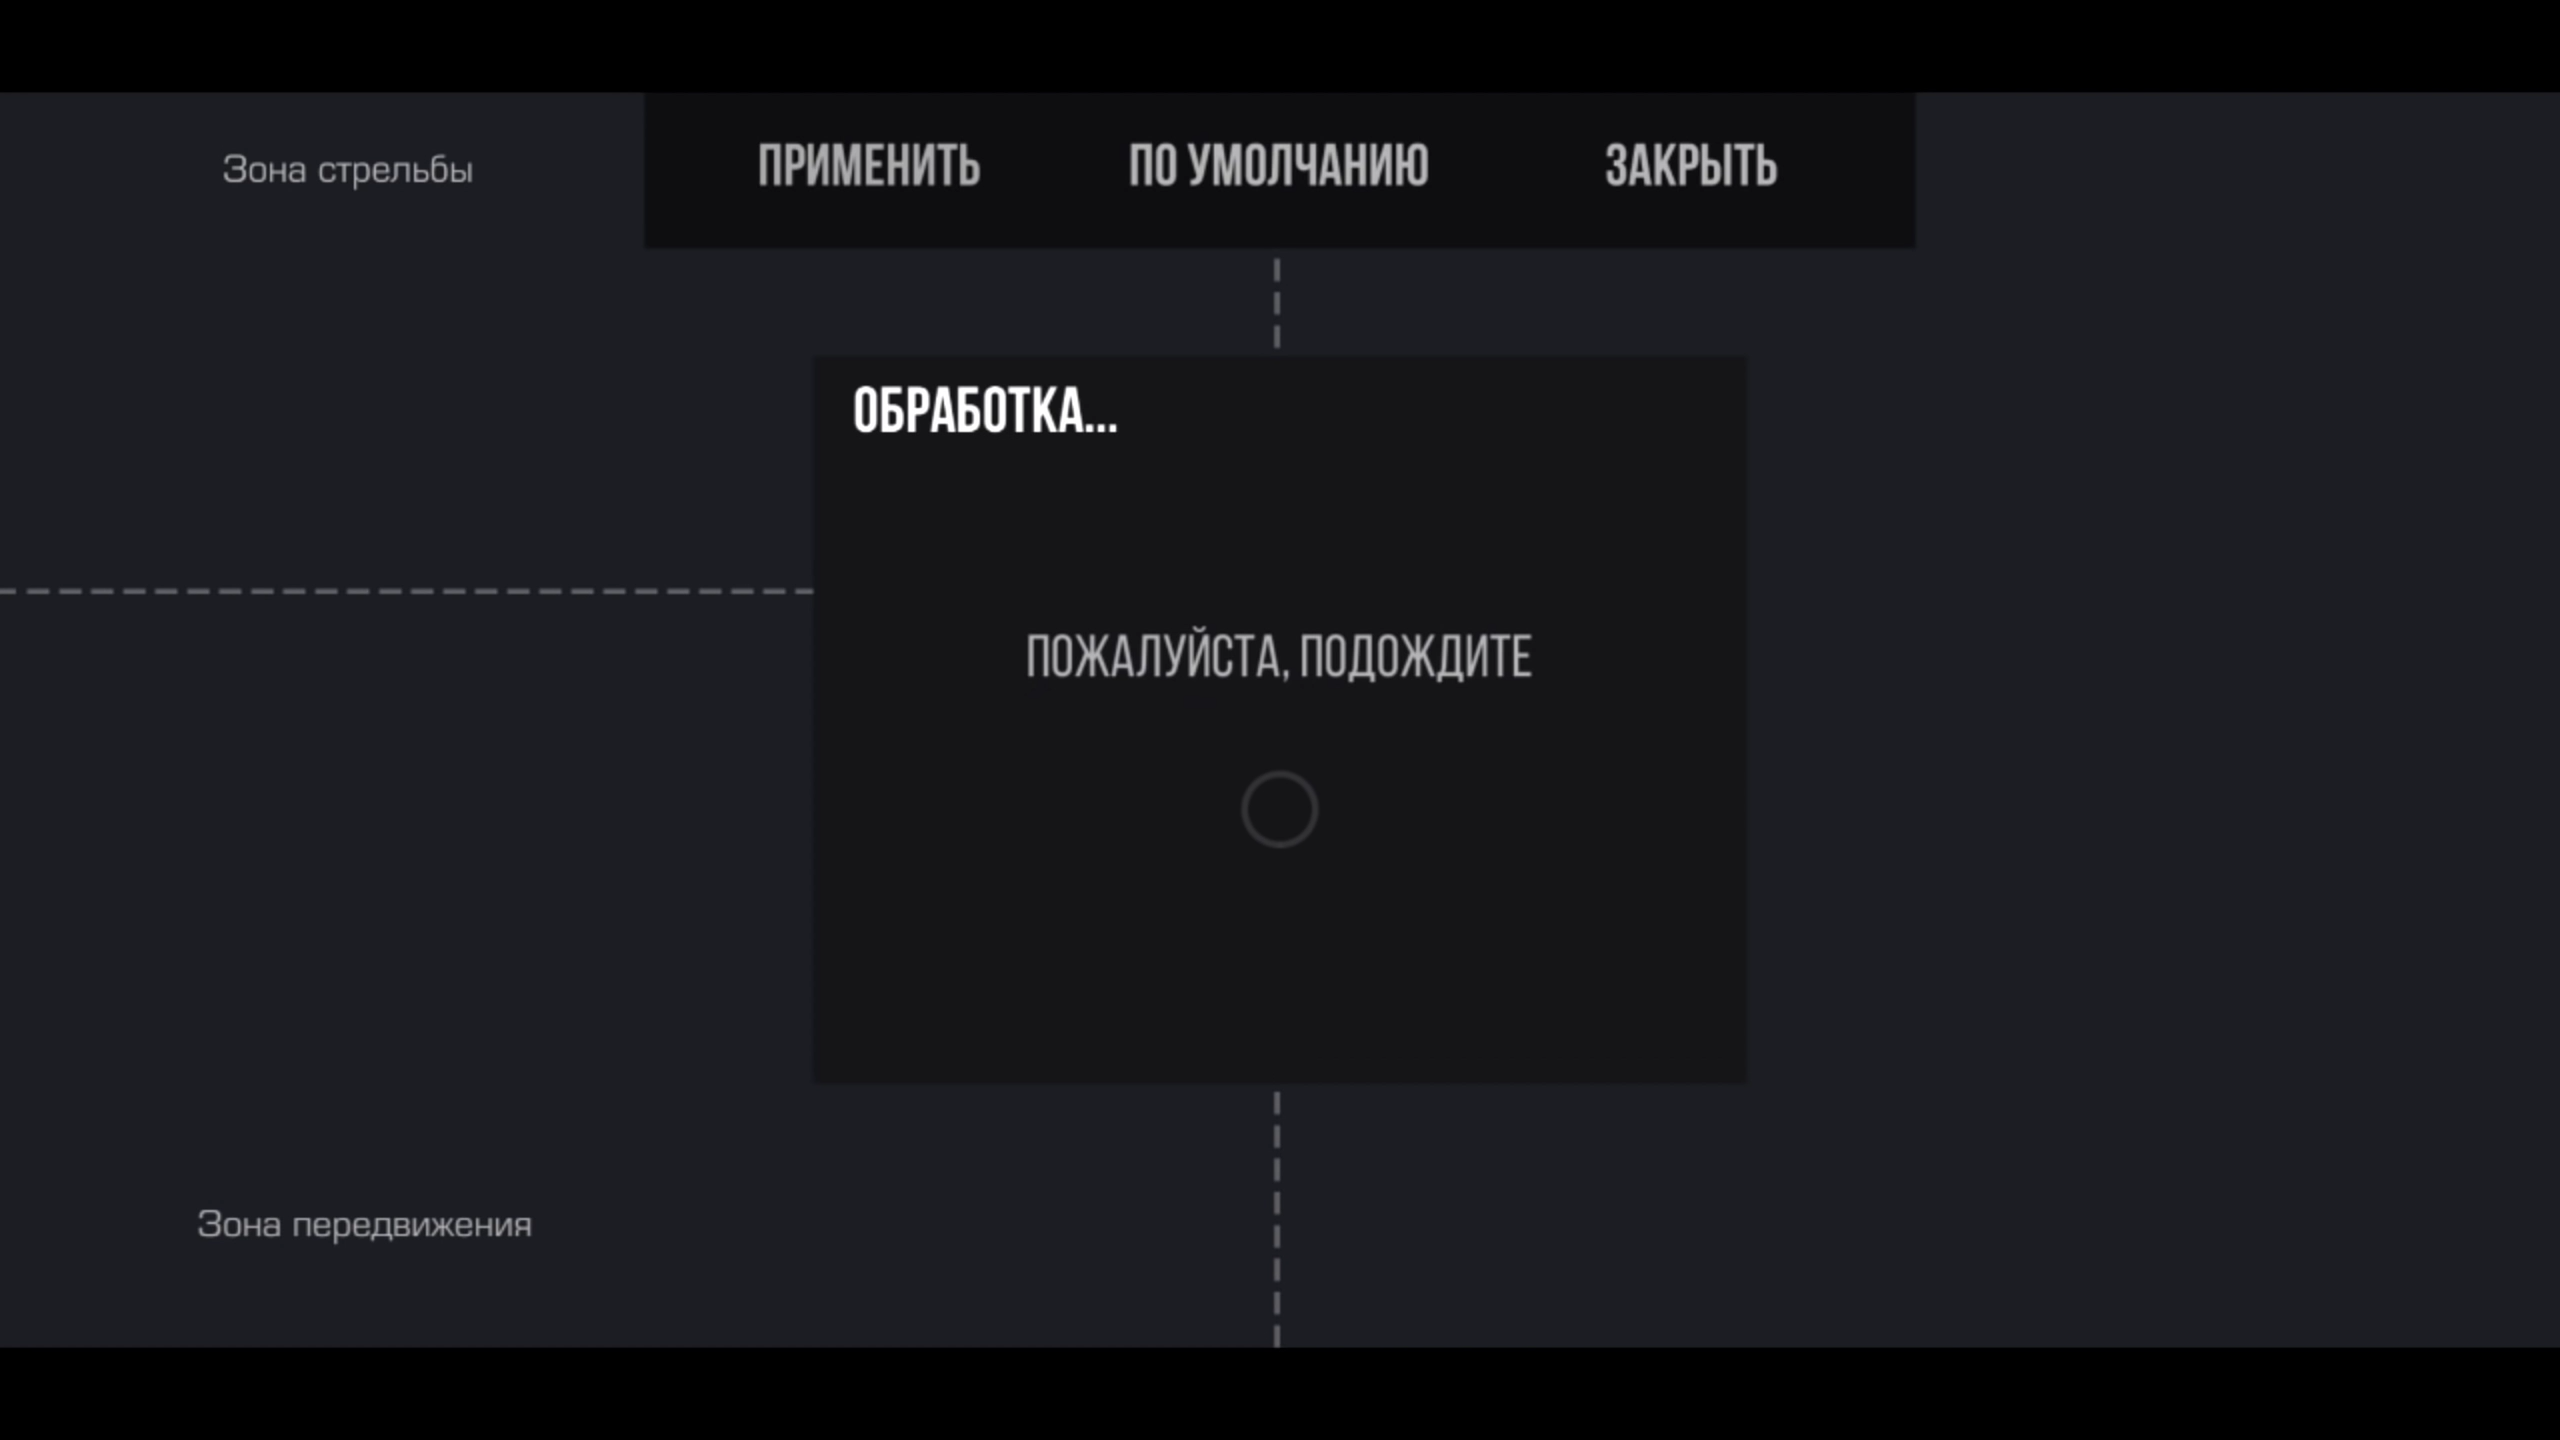 Зона стрельбы
ПРИМЕНИТЬ
ПО УМОЛЧАНИЮ
ЗАКРЫТЬ
ОБРАБОТКА...
ПОЖАЛУЙСТА, ПОДОЖДИТЕ
Зона передвижения